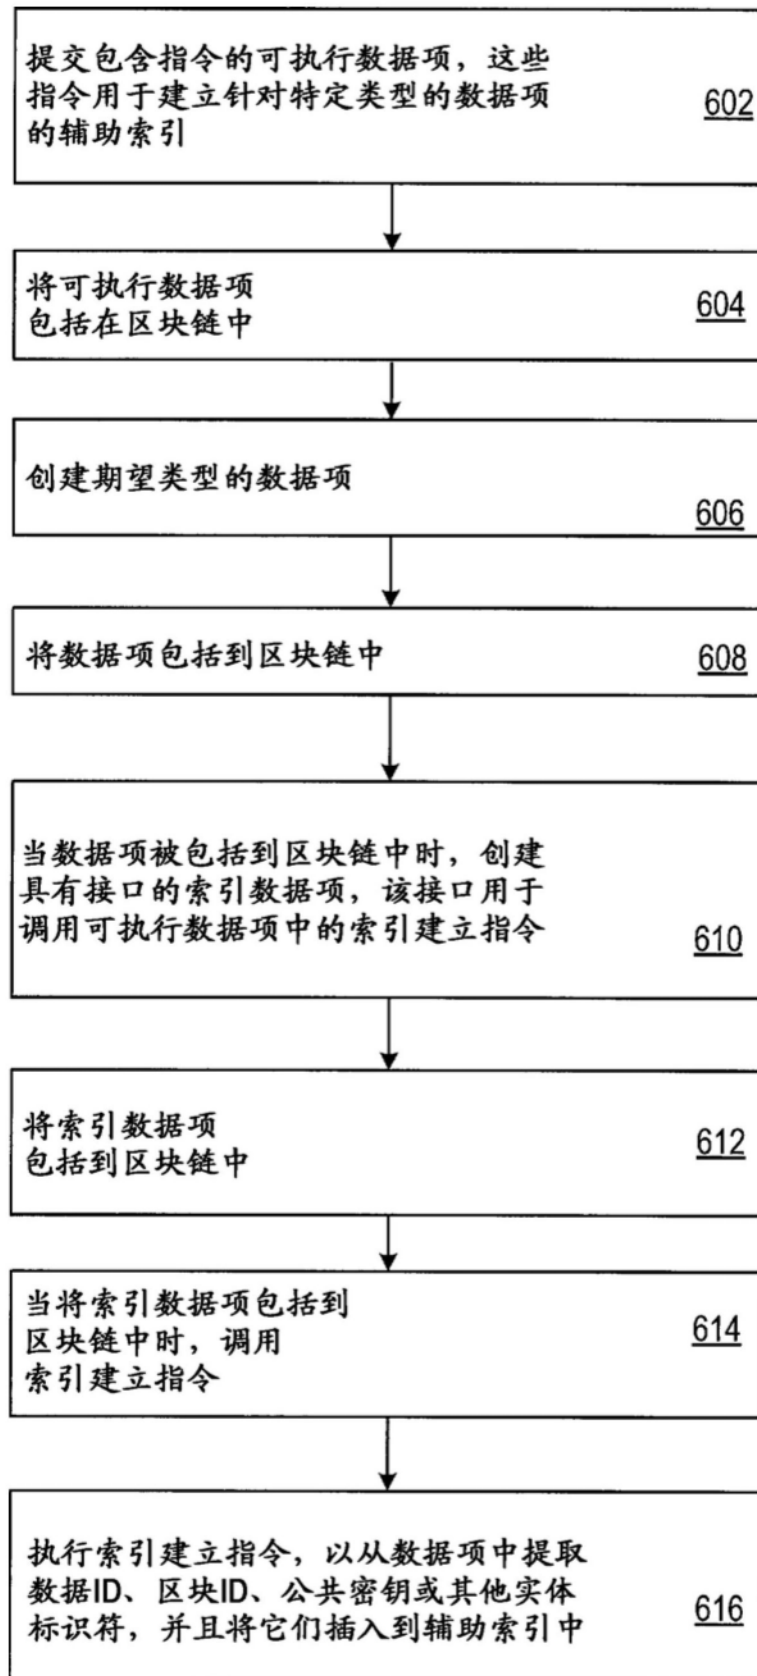 提交包含指令的可执行数据项，这些
指令用于建立针对特定类型的数据项
的辅助索引
602
将可执行数据项
包括在区块链中
604
创建期望类型的数据项
606
将数据项包括到区块链中
608
当数据项被包括到区块链中时，创建
具有接口的索引数据项，该接口用于
调用可执行数据项中的索引建立指令
610
将索引数据项
包括到区块链中
612
当将索引数据项包括到
区块链中时，调用
索引建立指令
614
执行索引建立指令，以从数据项中提取
数据ID、区块ID、公共密钥或其他实体
标识符，并且将它们插入到辅助索引中
616